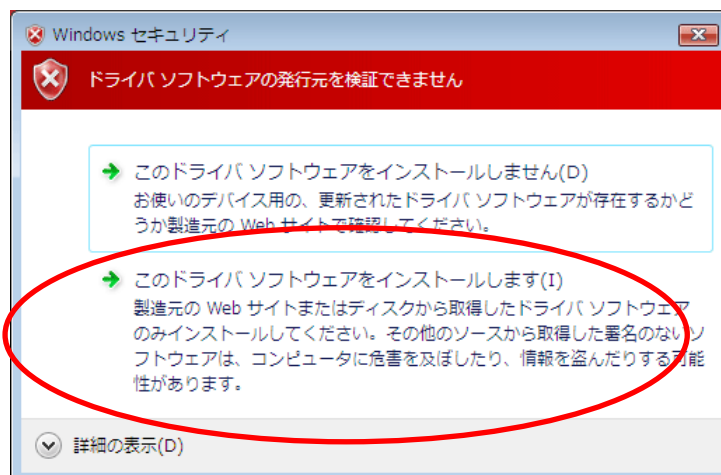 Windows セキュリティ
ドライバ ソフトウェアの発行元を検証できません
このドライバ ソフトウェアをインストールしません(D)
お使いのデバイス用の、更新されたドライバ ソフトウェアが存在するかど
うか製造元の Web サイトで確認してください。
このドライバ ソフトウェアをインストールします(I)
製造元の Web サイトまたはディスクから取得したドライバ ソフトウェア
のみインストールしてください。その他のソースから取得した署名のないソ
フトウェアは、コンピュータに危害を及ぼしたり、情報を盗んだりする可能
性があります。
詳細の表示(D)